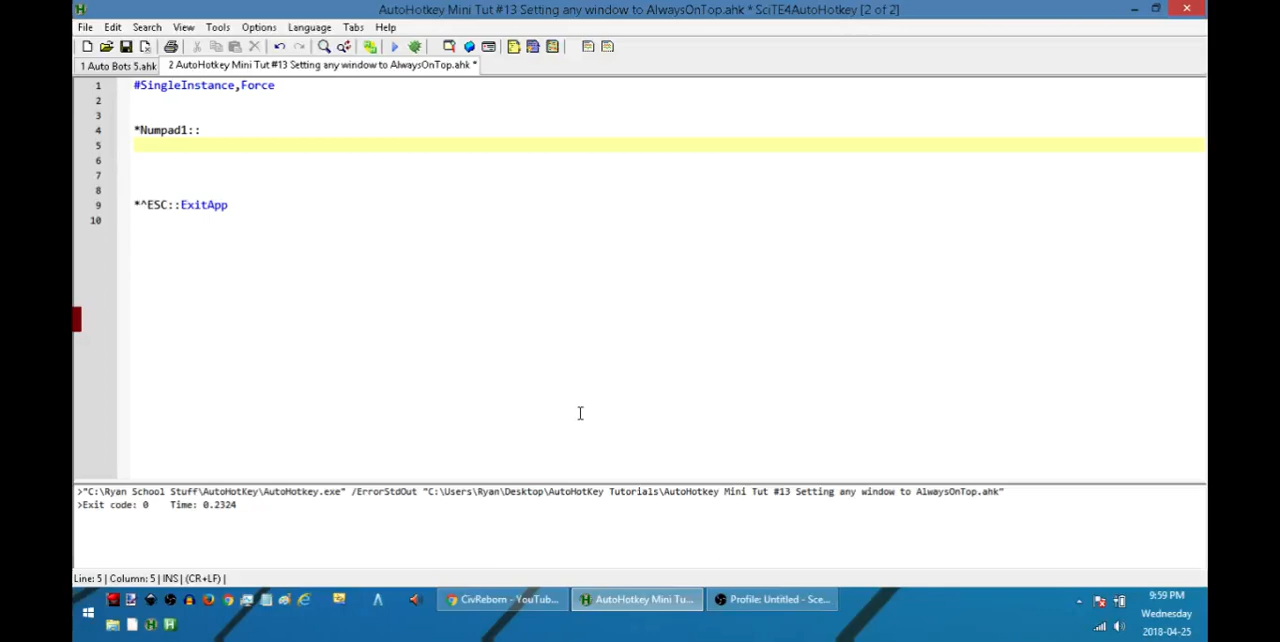 AutoHotkey Mini Tut #13 Setting any window to AlwaysOnTop.ahk * SciTE4AutoHotkey [2 of 2]
File Edit Search View Tools Options Language Tabs Help
1 Auto Bots 5.ahk 2 AutoHotkey Mini Tut #13 Setting any window to AlwaysOnTop.ahk *
1 #SingleInstance,Force
2
3
4 *Numpad1::
5
6
7
8
9 *^ESC::ExitApp
10
>"C:\Ryan School Stuff\AutoHotKey\AutoHotkey.exe" /ErrorStdOut "C:\Users\Ryan\Desktop\AutoHotKey Tutorials\AutoHotkey Mini Tut #13 Setting any window to AlwaysOnTop.ahk"
>Exit code: 0 Time: 0.2324
Line: 5 | Column: 5 | INS | (CR+LF) |
CivReborn - YouTub... AutoHotkey Mini Tu... Profile: Untitled - Sce...
9:59 PM
Wednesday
2018-04-25